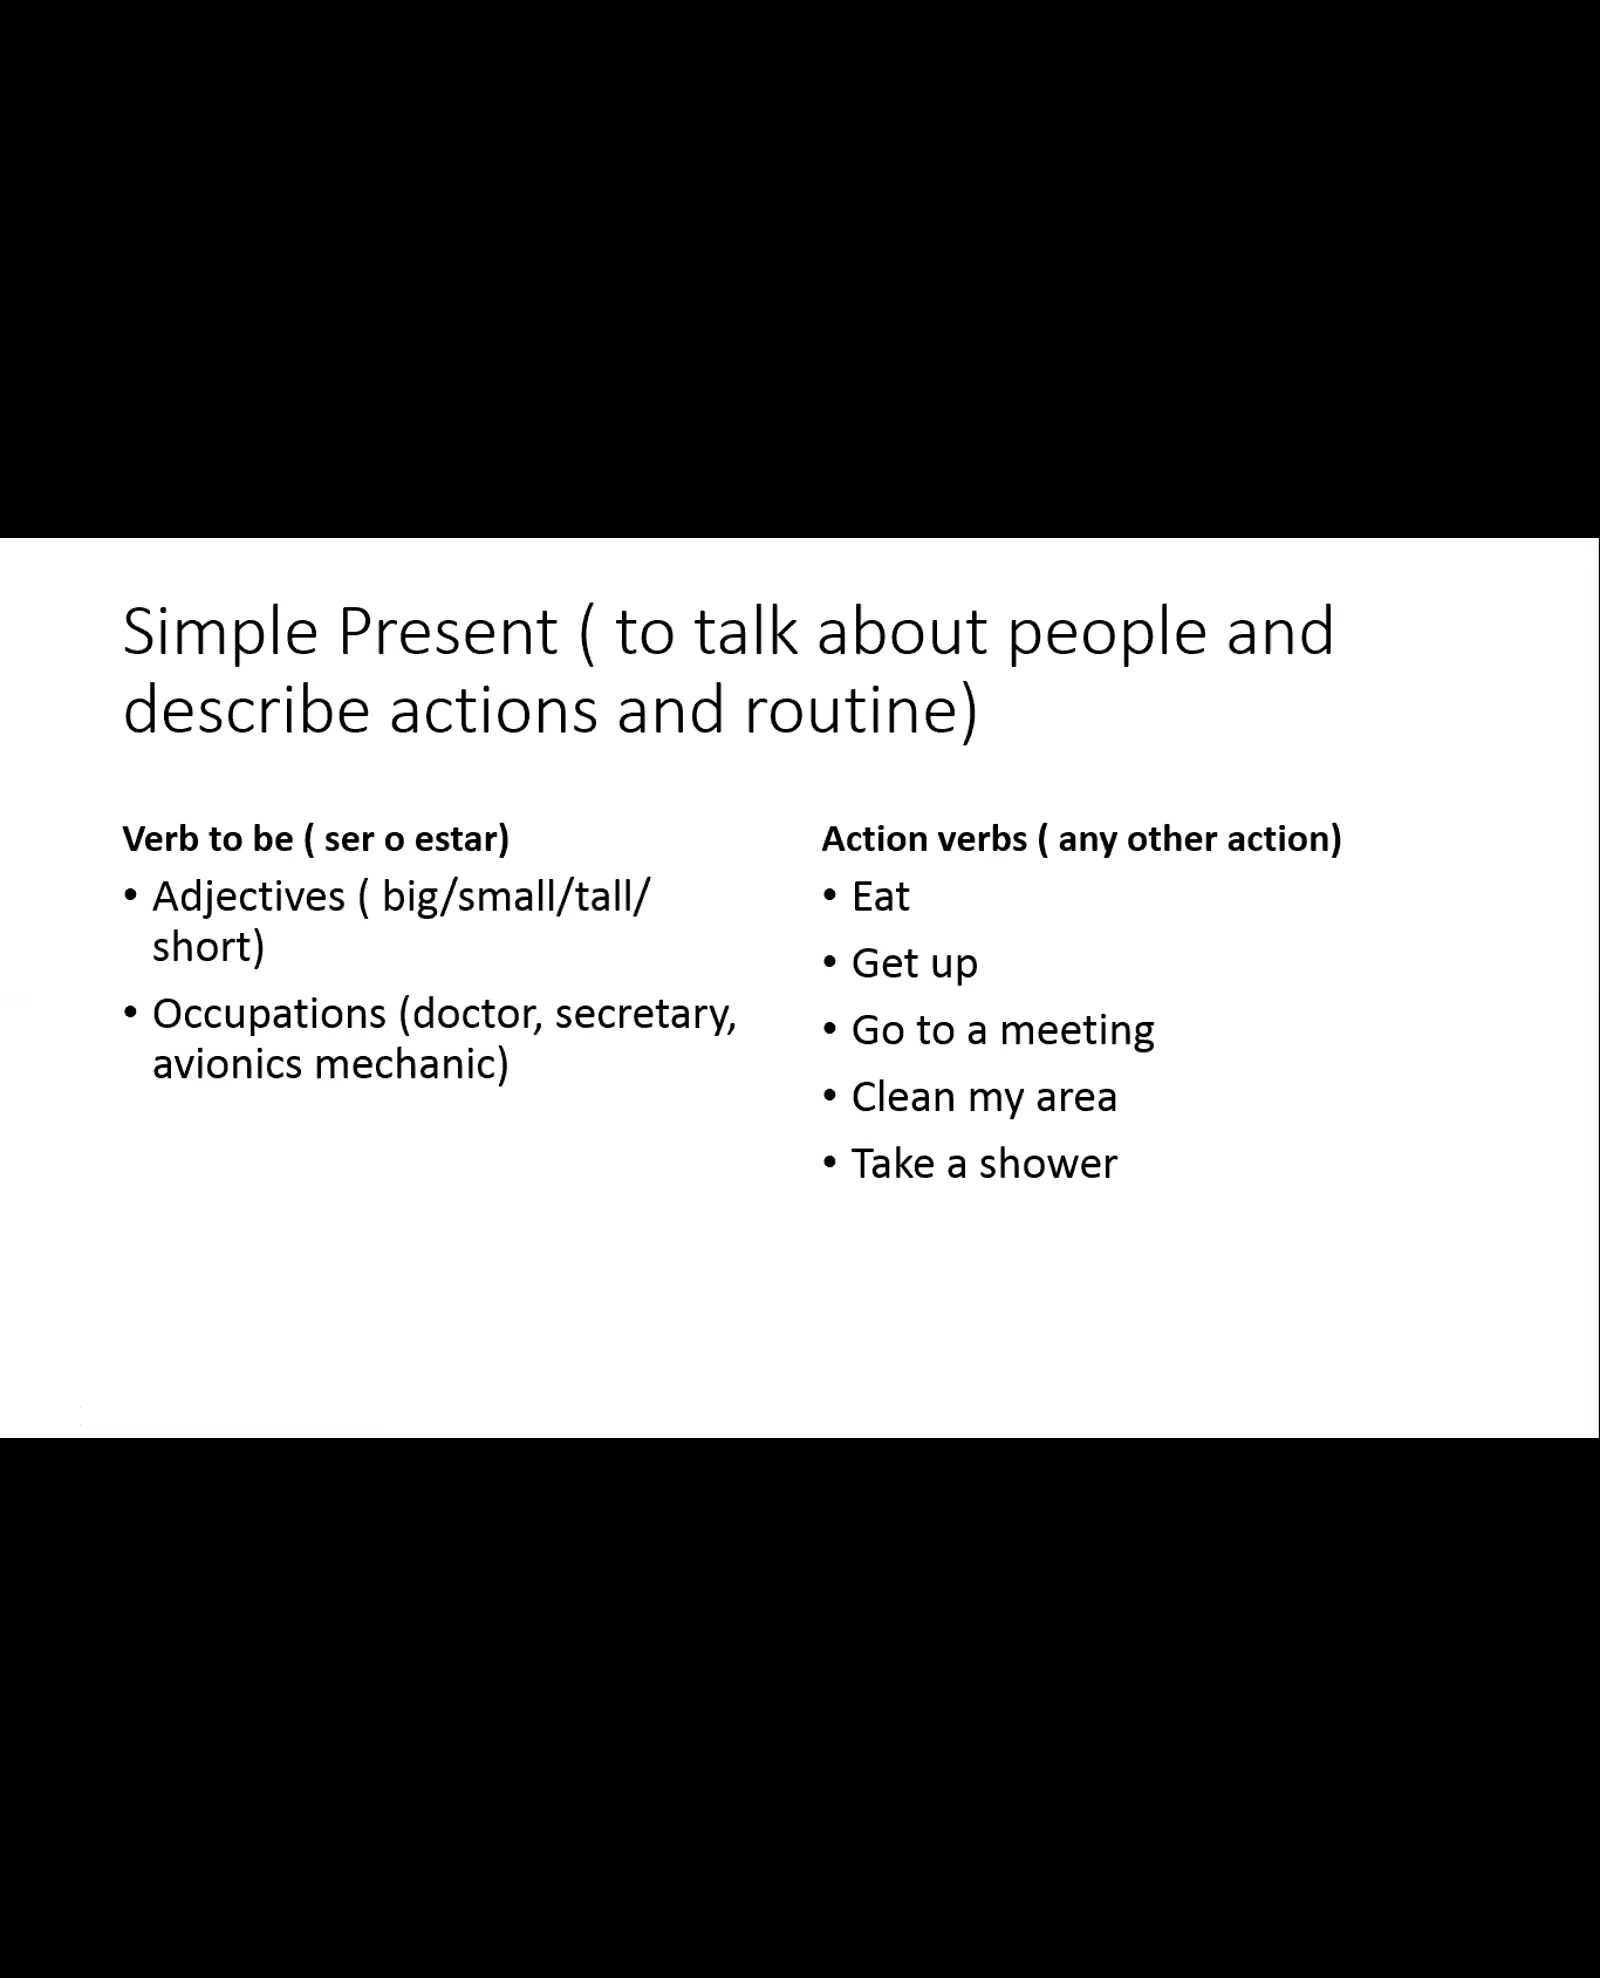 Simple Present ( to talk about people and
describe actions and routine)
Verb to be ( ser o estar)
• Adjectives ( big/small/tall/
short)
• Occupations (doctor, secretary,
avionics mechanic)
Action verbs ( any other action)
• Eat
• Get up
• Go to a meeting
• Clean my area
• Take a shower